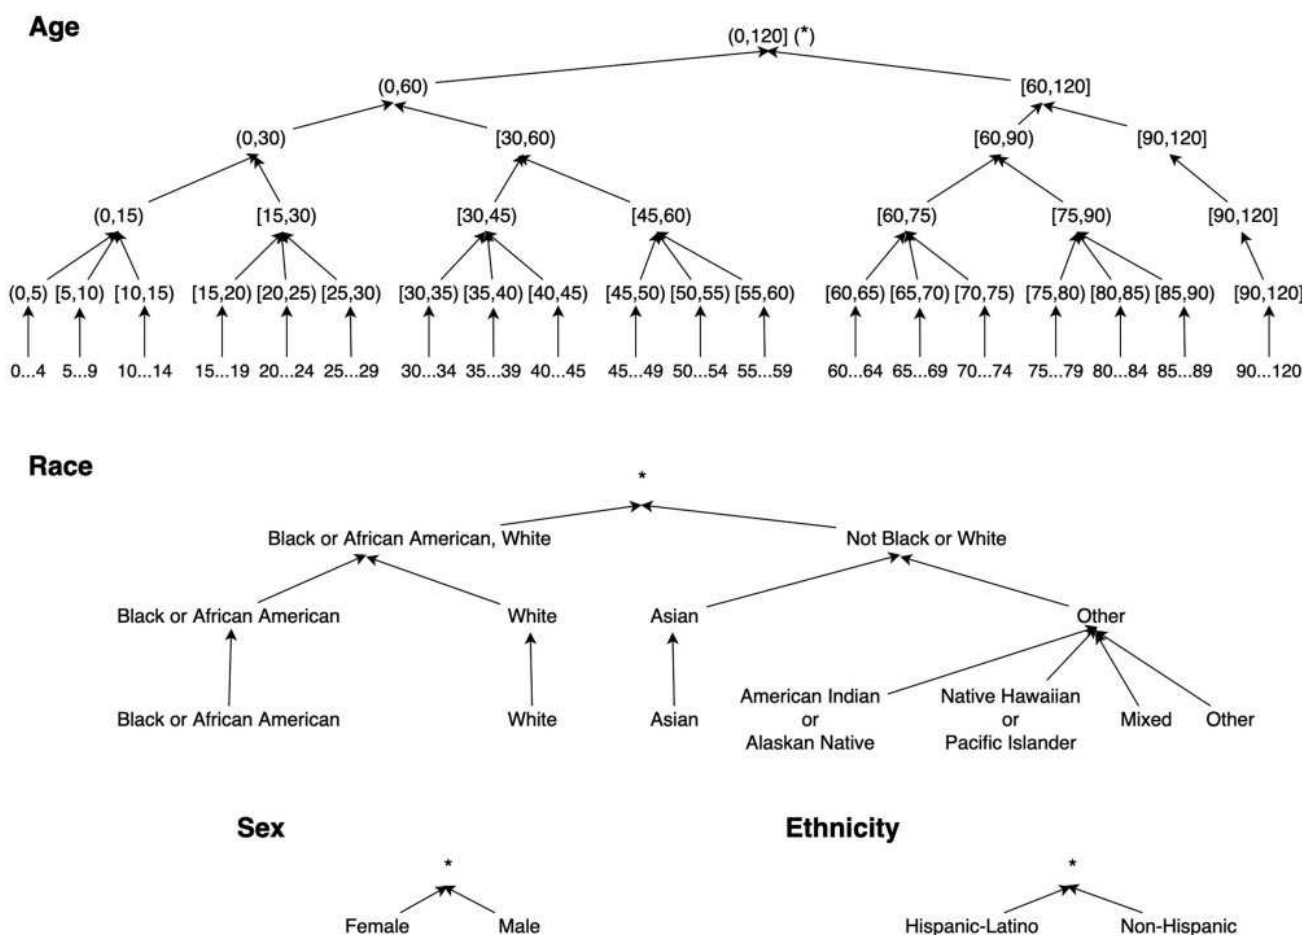 Age
(0,120] (*)
(0,60) [60,120]
(0,30) [30,60) [60,90) [90,120]
(0,15) [15,30) [30,45) [45,60) [60,75) [75,90) [90,120]
(0,5) [5,10) [10,15) [15,20) [20,25) [25,30) [30,35) [35,40) [40,45) [45,50) [50,55) [55,60) [60,65) [65,70) [70,75) [75,80) [80,85) [85,90) [90,120]
0...4 5...9 10...14 15...19 20...24 25...29 30...34 35...39 40...45 45...49 50...54 55...59 60...64 65...69 70...74 75...79 80...84 85...89 90...120
Race
*
Black or African American, White Not Black or White
Black or African American White Asian Other
Black or African American White Asian American Indian or Alaskan Native Native Hawaiian or Pacific Islander Mixed Other
Sex Ethnicity
* *
Female Male Hispanic-Latino Non-Hispanic